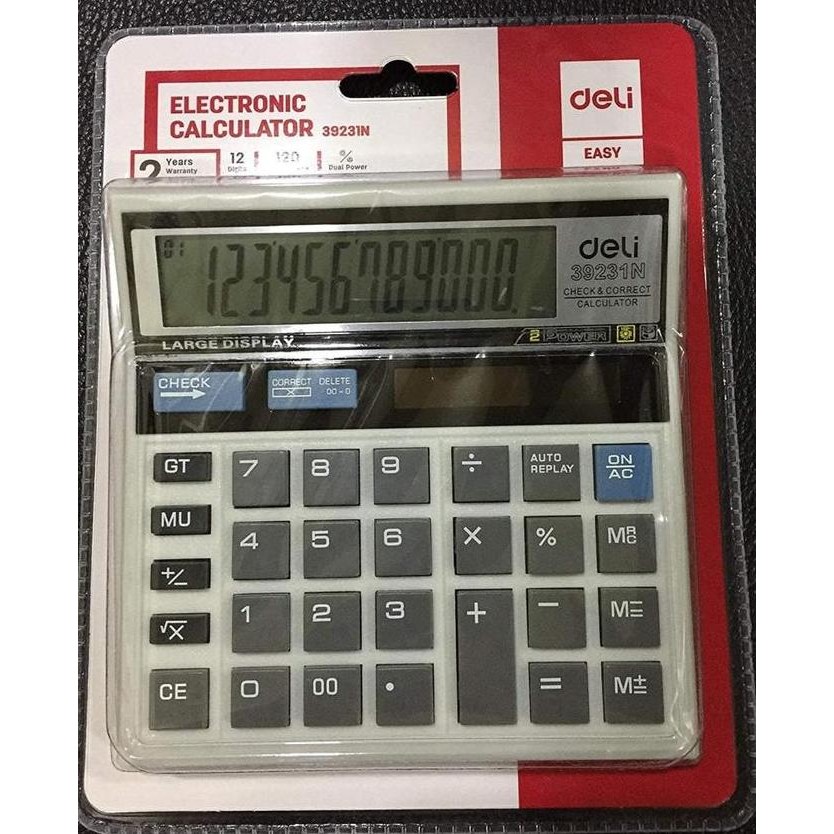 ELECTRONIC
CALCULATOR 39231N
deli
EASY
2 Years
Warranty
12
Digits
120
%
Dual Power
01
123456789000.
deli
39231N
CHECK & CORRECT
CALCULATOR
LARGE DISPLAY
2 POWER
CHECK
CORRECT DELETE
X 00→0
GT 7 8 9 ÷ AUTO REPLAY ON/AC
MU 4 5 6 X % MRC
+/− 1 2 3 + − M−
√X
CE 0 00 • = M±